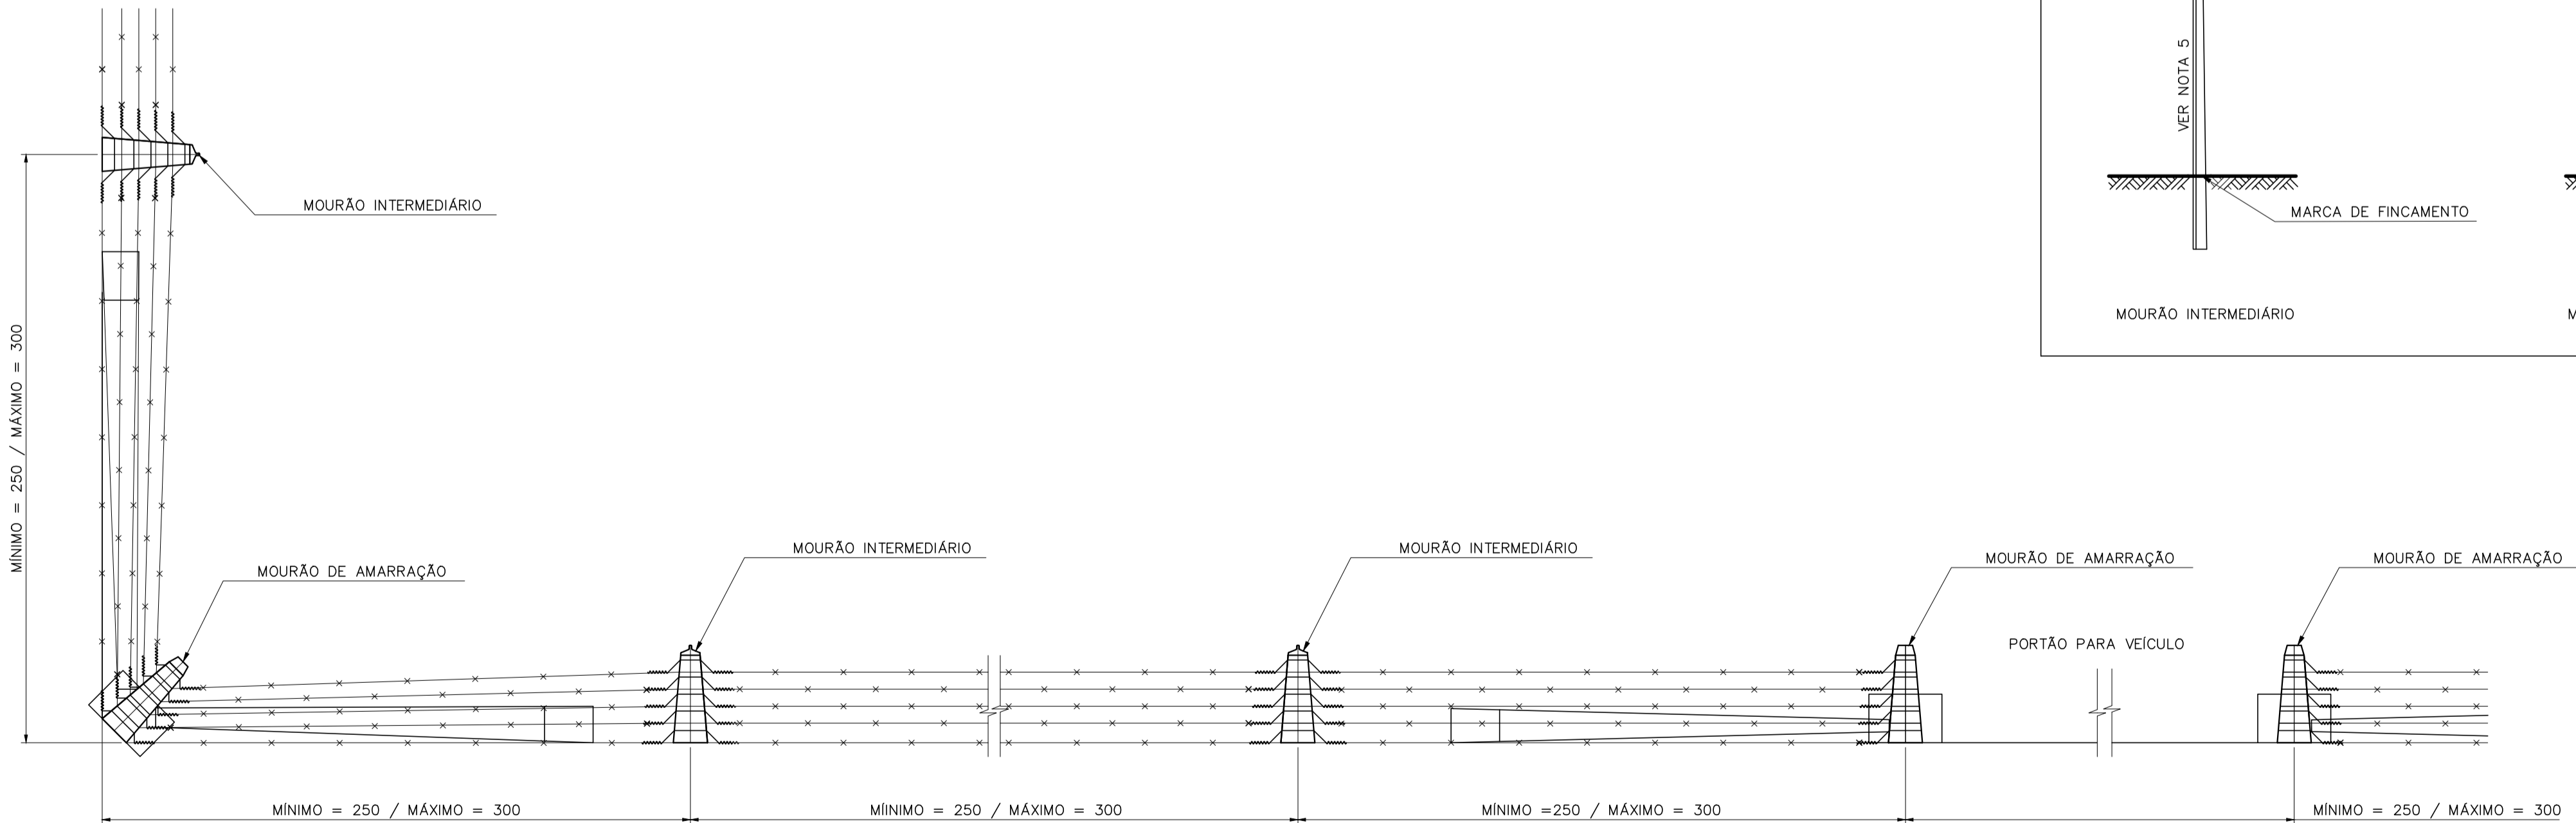 VER NOTA 5
MARCA DE FINCAMENTO
MOURÃO INTERMEDIÁRIO
MOURÃO INTERMEDIÁRIO
MÍNIMO = 250 / MÁXIMO = 300
MOURÃO DE AMARRAÇÃO
MOURÃO INTERMEDIÁRIO
MOURÃO INTERMEDIÁRIO
MOURÃO DE AMARRAÇÃO
MOURÃO DE AMARRAÇÃO
PORTÃO PARA VEÍCULO
MÍNIMO = 250 / MÁXIMO = 300
MÍINIMO = 250 / MÁXIMO = 300
MÍNIMO =250 / MÁXIMO = 300
MÍNIMO = 250 / MÁXIMO = 300